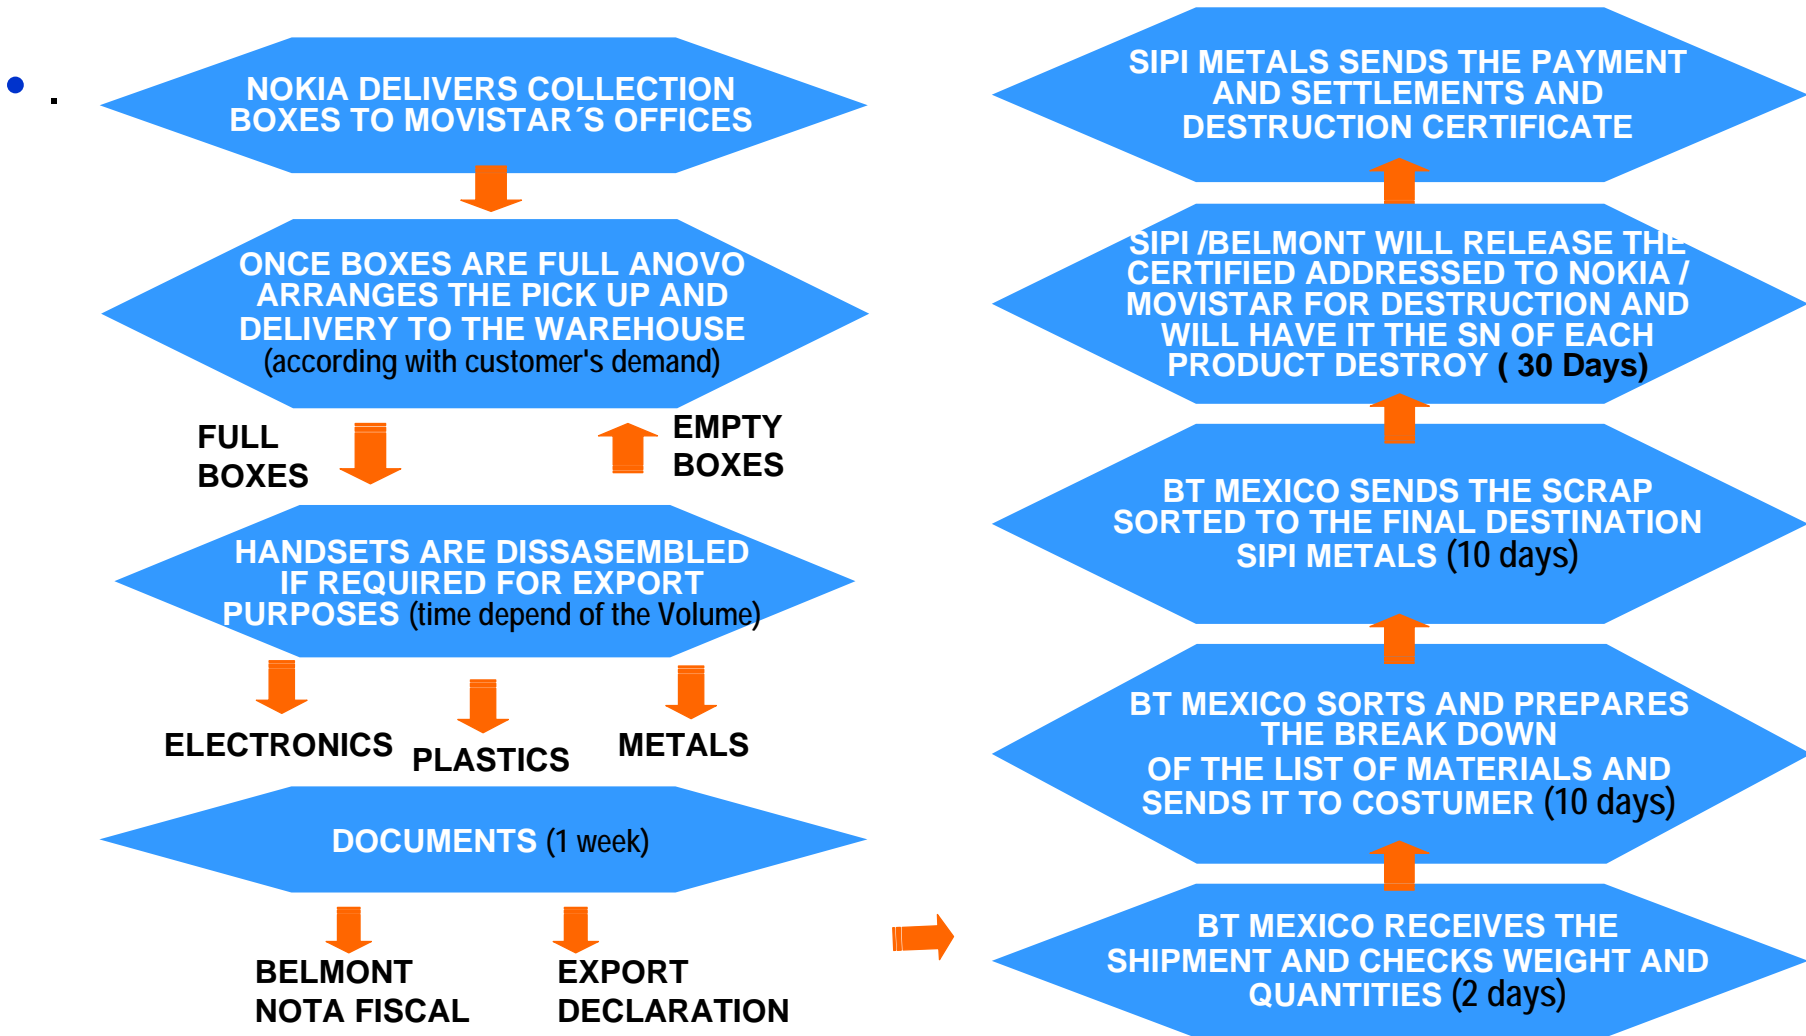 NOKIA DELIVERS COLLECTION
BOXES TO MOVISTAR´S OFFICES
ONCE BOXES ARE FULL ANOVO
ARRANGES THE PICK UP AND
DELIVERY TO THE WAREHOUSE
(according with customer's demand)
FULL
BOXES
EMPTY
BOXES
HANDSETS ARE DISSASEMBLED
IF REQUIRED FOR EXPORT
PURPOSES (time depend of the Volume)
ELECTRONICS
PLASTICS
METALS
DOCUMENTS (1 week)
BELMONT
NOTA FISCAL
EXPORT
DECLARATION
BT MEXICO RECEIVES THE
SHIPMENT AND CHECKS WEIGHT AND
QUANTITIES (2 days)
BT MEXICO SORTS AND PREPARES
THE BREAK DOWN
OF THE LIST OF MATERIALS AND
SENDS IT TO COSTUMER (10 days)
BT MEXICO SENDS THE SCRAP
SORTED TO THE FINAL DESTINATION
SIPI METALS (10 days)
SIPI /BELMONT WILL RELEASE THE
CERTIFIED ADDRESSED TO NOKIA /
MOVISTAR FOR DESTRUCTION AND
WILL HAVE IT THE SN OF EACH
PRODUCT DESTROY ( 30 Days)
SIPI METALS SENDS THE PAYMENT
AND SETTLEMENTS AND
DESTRUCTION CERTIFICATE